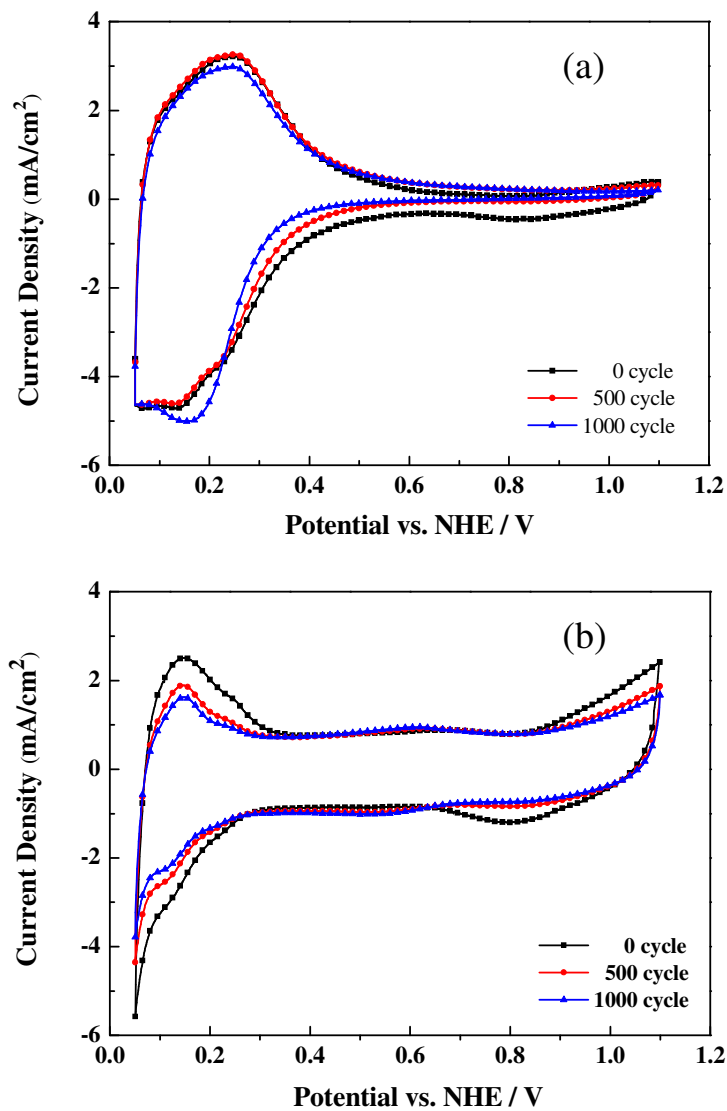 (a)
4
2
0
-2
-4
-6
Current Density (mA/cm²)
0 cycle
500 cycle
1000 cycle
0.0 0.2 0.4 0.6 0.8 1.0 1.2
Potential vs. NHE / V
(b)
4
2
0
-2
-4
-6
Current Density (mA/cm²)
0 cycle
500 cycle
1000 cycle
0.0 0.2 0.4 0.6 0.8 1.0 1.2
Potential vs. NHE / V